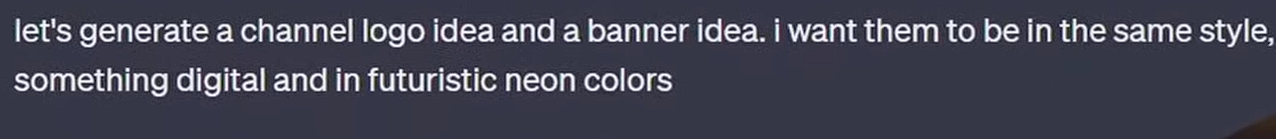 let's generate a channel logo idea and a banner idea. i want them to be in the same style,
something digital and in futuristic neon colors